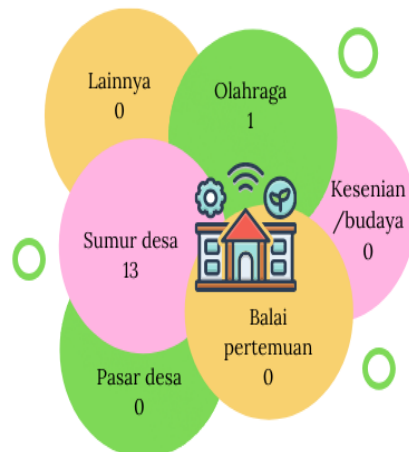 Lainnya
0
Olahraga
1
Kesenian
/budaya
0
Sumur desa
13
Balai
pertemuan
0
Pasar desa
0